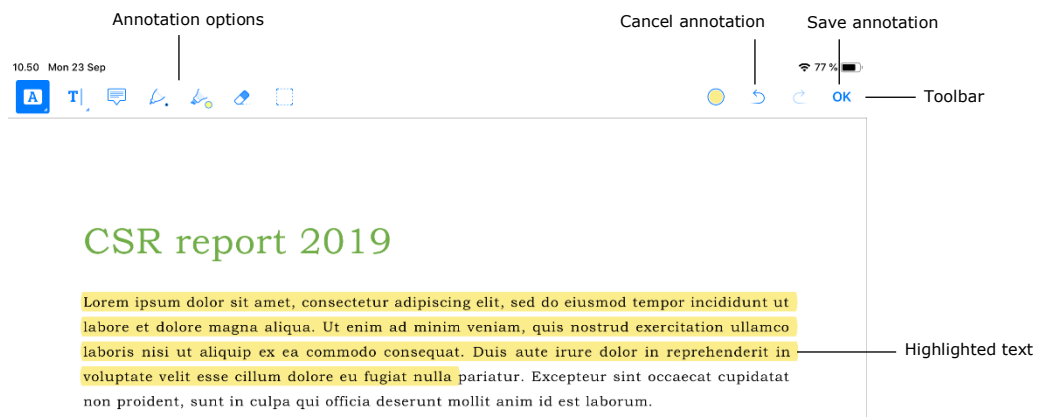 Annotation options
Cancel annotation
Save annotation
10.50 Mon 23 Sep
77 %
A
T
OK
Toolbar
CSR report 2019
Lorem ipsum dolor sit amet, consectetur adipiscing elit, sed do eiusmod tempor incididunt ut
labore et dolore magna aliqua. Ut enim ad minim veniam, quis nostrud exercitation ullamco
laboris nisi ut aliquip ex ea commodo consequat. Duis aute irure dolor in reprehenderit in
Highlighted text
voluptate velit esse cillum dolore eu fugiat nulla pariatur. Excepteur sint occaecat cupidatat
non proident, sunt in culpa qui officia deserunt mollit anim id est laborum.